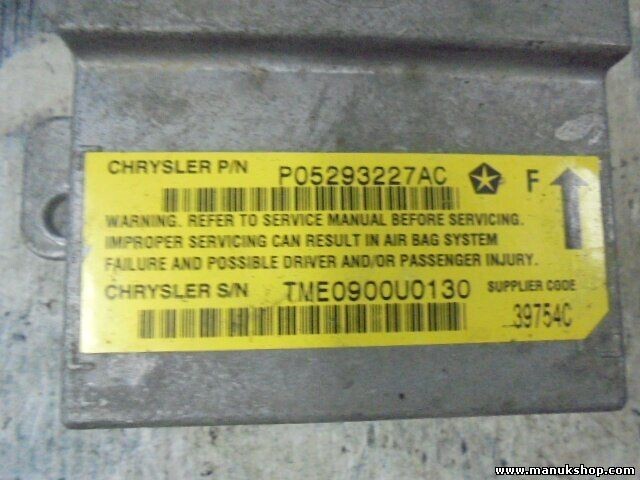 CHRYSLER P/N P05293227AC F
WARNING. REFER TO SERVICE MANUAL BEFORE SERVICING.
IMPROPER SERVICING CAN RESULT IN AIR BAG SYSTEM
FAILURE AND POSSIBLE DRIVER AND/OR PASSENGER INJURY.
CHRYSLER S/N TME0900U0130 SUPPLIER CODE
39754C
www.manukshop.com